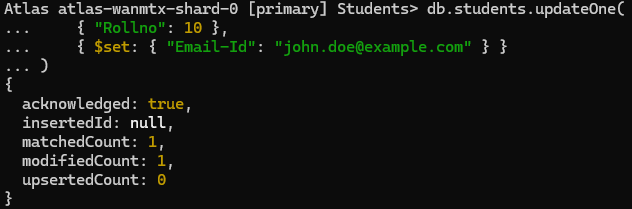 Atlas atlas-wanmtx-shard-0 [primary] Students> db.students.updateOne(
...     { "Rollno": 10 },
...     { $set: { "Email-Id": "john.doe@example.com" } }
... )
{
  acknowledged: true,
  insertedId: null,
  matchedCount: 1,
  modifiedCount: 1,
  upsertedCount: 0
}